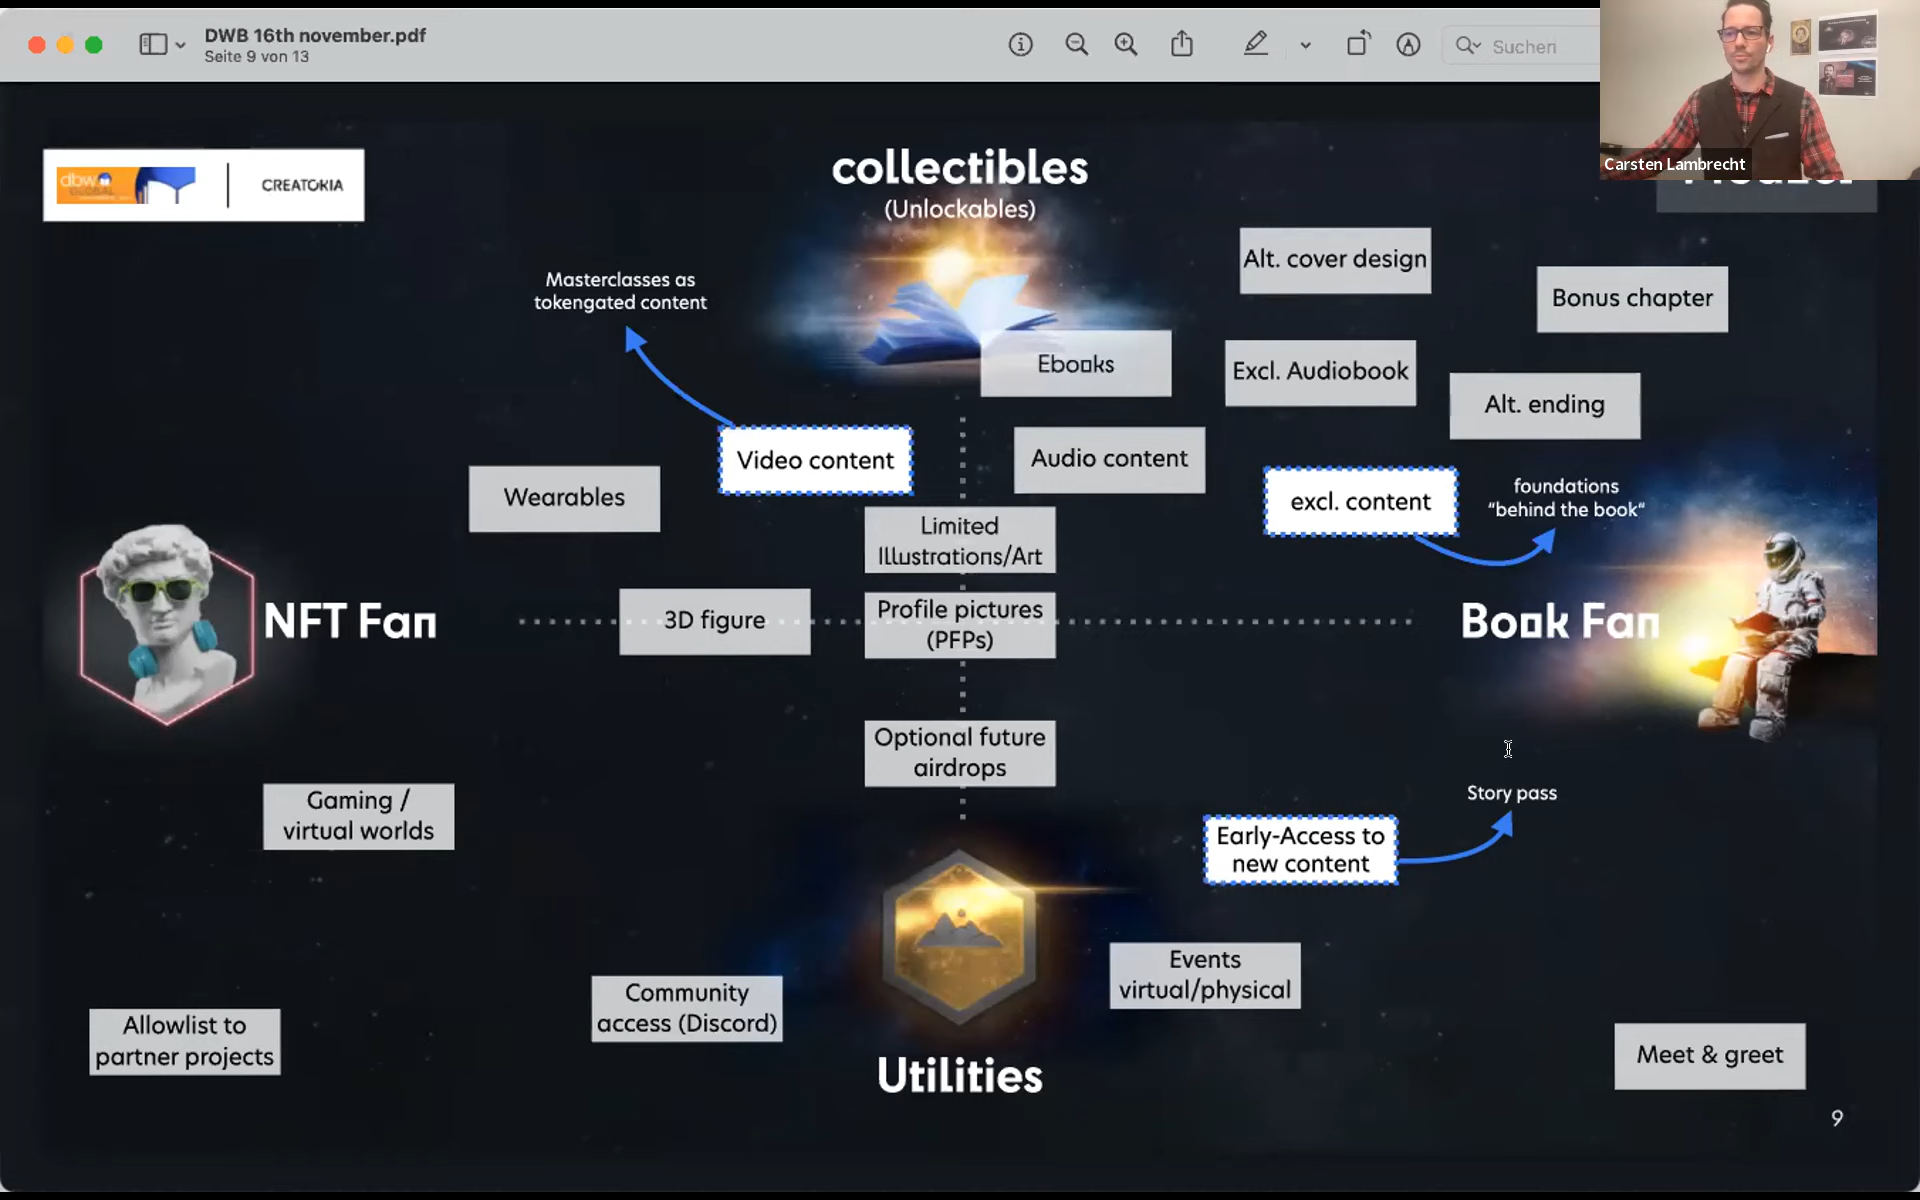 DWB 16th november.pdf
Seite 9 von 13
Suchen
Carsten Lambrecht
dbw
GLOBAL
CREATOKIA
collectibles
(Unlockables)
Masterclasses as
tokengated content
Alt. cover design
Bonus chapter
Ebooks
Excl. Audiobook
Alt. ending
Video content
Audio content
Wearables
excl. content
foundations
“behind the book“
Limited
Illustrations/Art
NFT Fan
3D figure
Profile pictures
(PFPs)
Book Fan
Optional future
airdrops
Gaming /
virtual worlds
Story pass
Early-Access to
new content
Events
virtual/physical
Community
access (Discord)
Allowlist to
partner projects
Meet & greet
Utilities
9